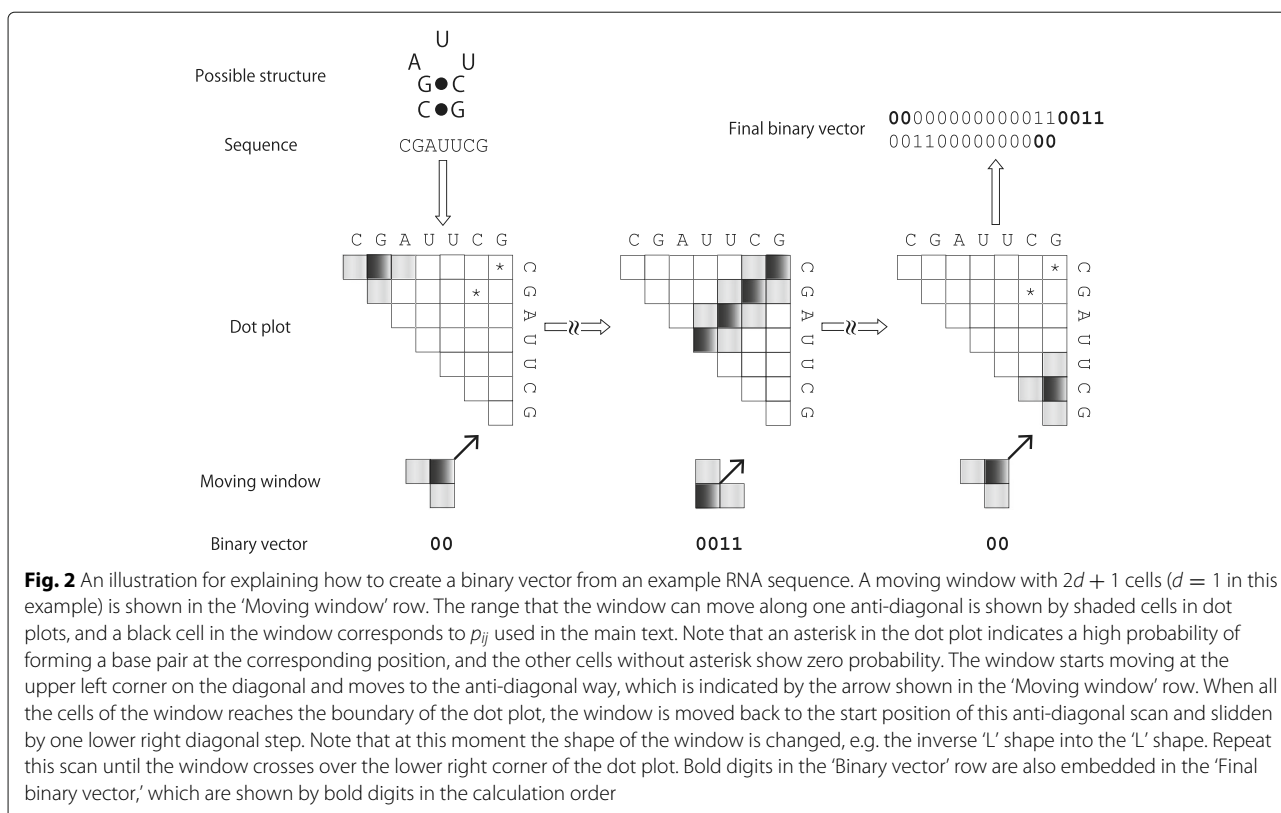 Possible structure
U
A U
G●C
C●G
Sequence
CGAUUCG
Final binary vector
000000000000110011
00110000000000
C G A U U C G
C G A U U C G
C G A U U C G
*
*
*
*
C G A U U C G
C G A U U C G
C G A U U C G
Dot plot
Moving window
Binary vector
00
0011
00
Fig. 2 An illustration for explaining how to create a binary vector from an example RNA sequence. A moving window with 2d + 1 cells (d = 1 in this
example) is shown in the ‘Moving window’ row. The range that the window can move along one anti-diagonal is shown by shaded cells in dot
plots, and a black cell in the window corresponds to pij used in the main text. Note that an asterisk in the dot plot indicates a high probability of
forming a base pair at the corresponding position, and the other cells without asterisk show zero probability. The window starts moving at the
upper left corner on the diagonal and moves to the anti-diagonal way, which is indicated by the arrow shown in the ‘Moving window’ row. When all
the cells of the window reaches the boundary of the dot plot, the window is moved back to the start position of this anti-diagonal scan and slidden
by one lower right diagonal step. Note that at this moment the shape of the window is changed, e.g. the inverse ‘L’ shape into the ‘L’ shape. Repeat
this scan until the window crosses over the lower right corner of the dot plot. Bold digits in the ‘Binary vector’ row are also embedded in the ‘Final
binary vector,’ which are shown by bold digits in the calculation order